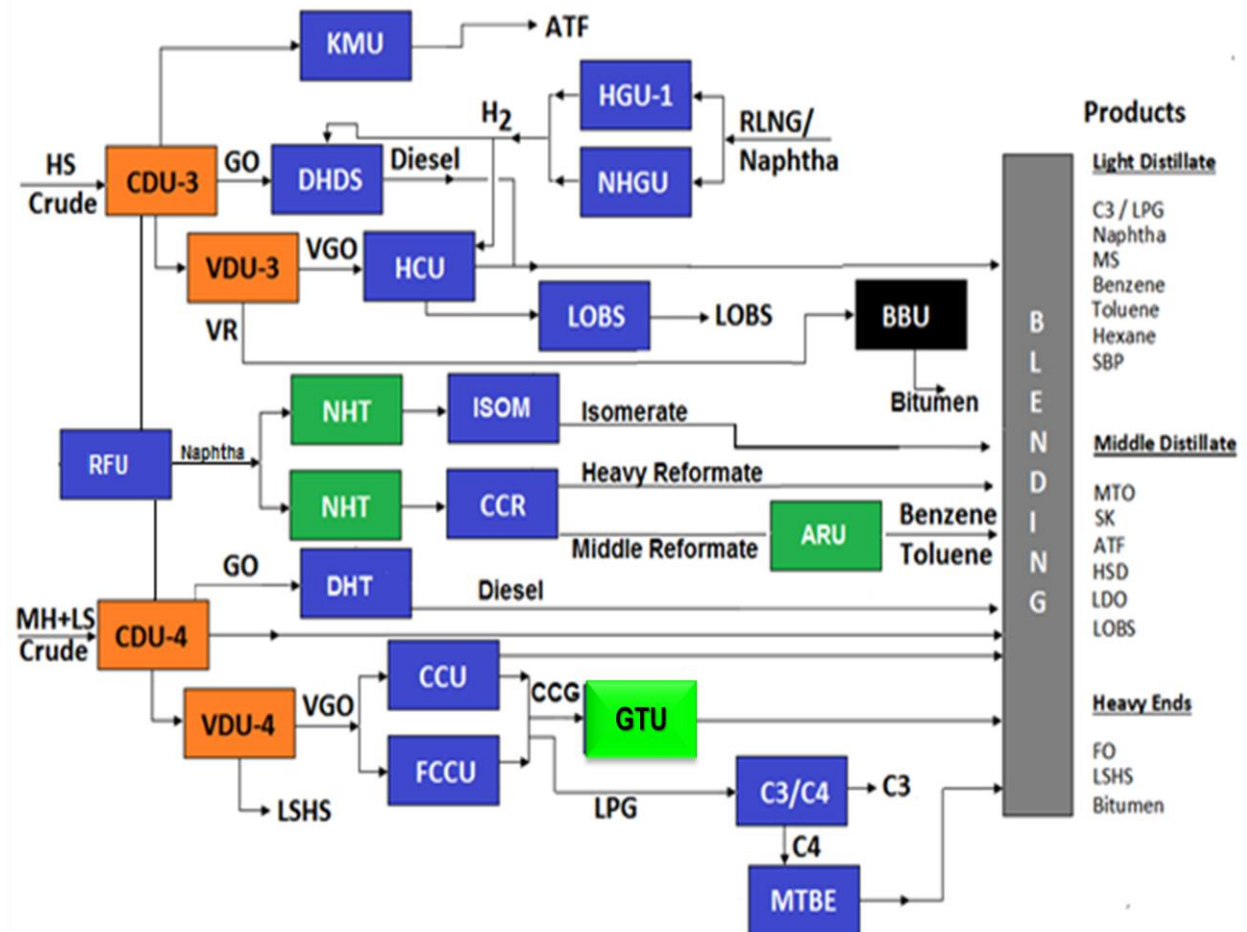 KMU
ATF
HGU-1
H2
RLNG/
Naphtha
NHGU
HS
Crude
CDU-3
GO
DHDS
Diesel
VDU-3
VGO
HCU
VR
LOBS
LOBS
BBU
Bitumen
NHT
ISOM
Isomerate
RFU
Naphtha
NHT
CCR
Heavy Reformate
Middle Reformate
ARU
Benzene
Toluene
GO
DHT
Diesel
MH+LS
Crude
CDU-4
CCU
VDU-4
VGO
CCG
GTU
FCCU
LSHS
LPG
C3/C4
C3
C4
MTBE
BLENDING
Products
Light Distillate
C3 / LPG
Naphtha
MS
Benzene
Toluene
Hexane
SBP
Middle Distillate
MTO
SK
ATF
HSD
LDO
LOBS
Heavy Ends
FO
LSHS
Bitumen